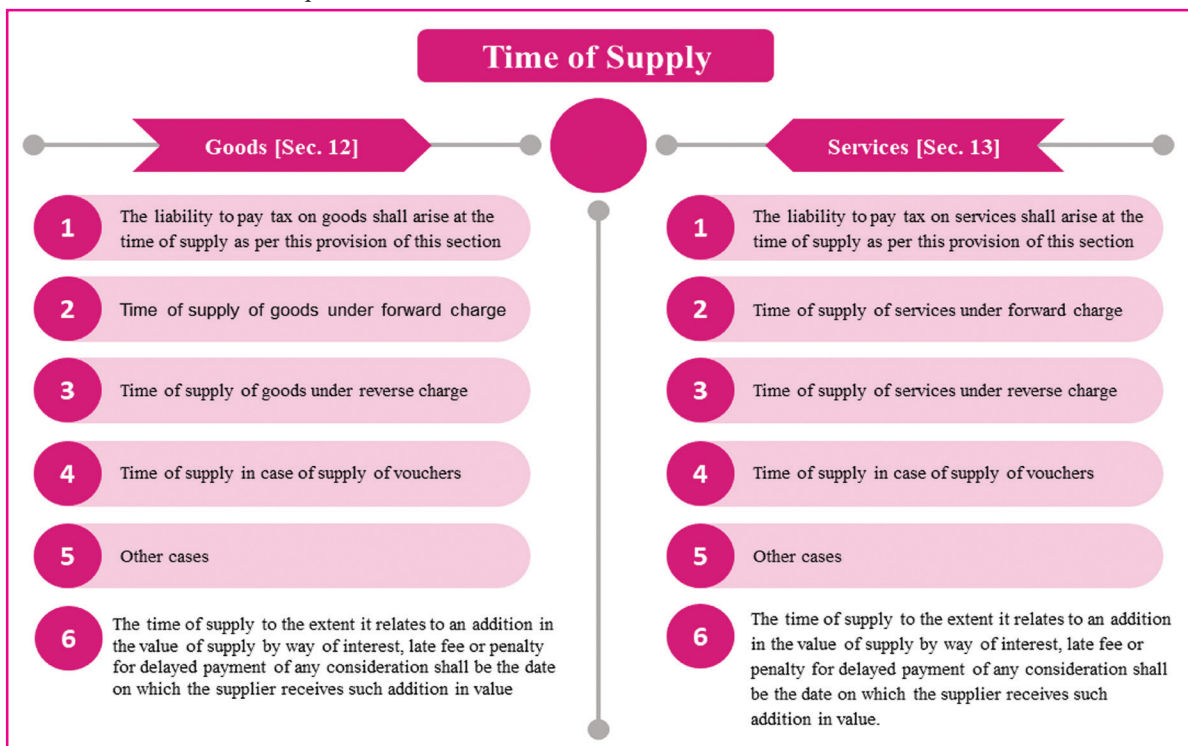 Time of Supply
Goods [Sec. 12]
1
The liability to pay tax on goods shall arise at the
time of supply as per this provision of this section
2
Time of supply of goods under forward charge
3
Time of supply of goods under reverse charge
4
Time of supply in case of supply of vouchers
5
Other cases
6
The time of supply to the extent it relates to an addition in
the value of supply by way of interest, late fee or penalty
for delayed payment of any consideration shall be the date
on which the supplier receives such addition in value
Services [Sec. 13]
1
The liability to pay tax on services shall arise at the
time of supply as per this provision of this section
2
Time of supply of services under forward charge
3
Time of supply of services under reverse charge
4
Time of supply in case of supply of vouchers
5
Other cases
6
The time of supply to the extent it relates to an addition
in the value of supply by way of interest, late fee or
penalty for delayed payment of any consideration shall
be the date on which the supplier receives such
addition in value.